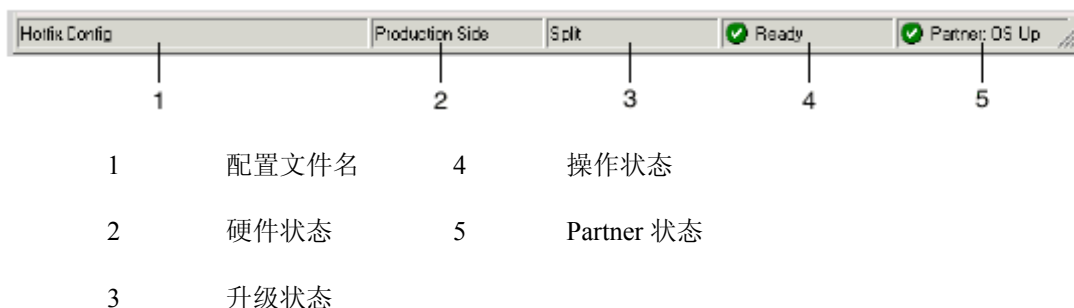 Hotfix Config Production Side Split Ready Partner: OS Up
1 2 3 4 5
1 配置文件名 4 操作状态
2 硬件状态 5 Partner 状态
3 升级状态